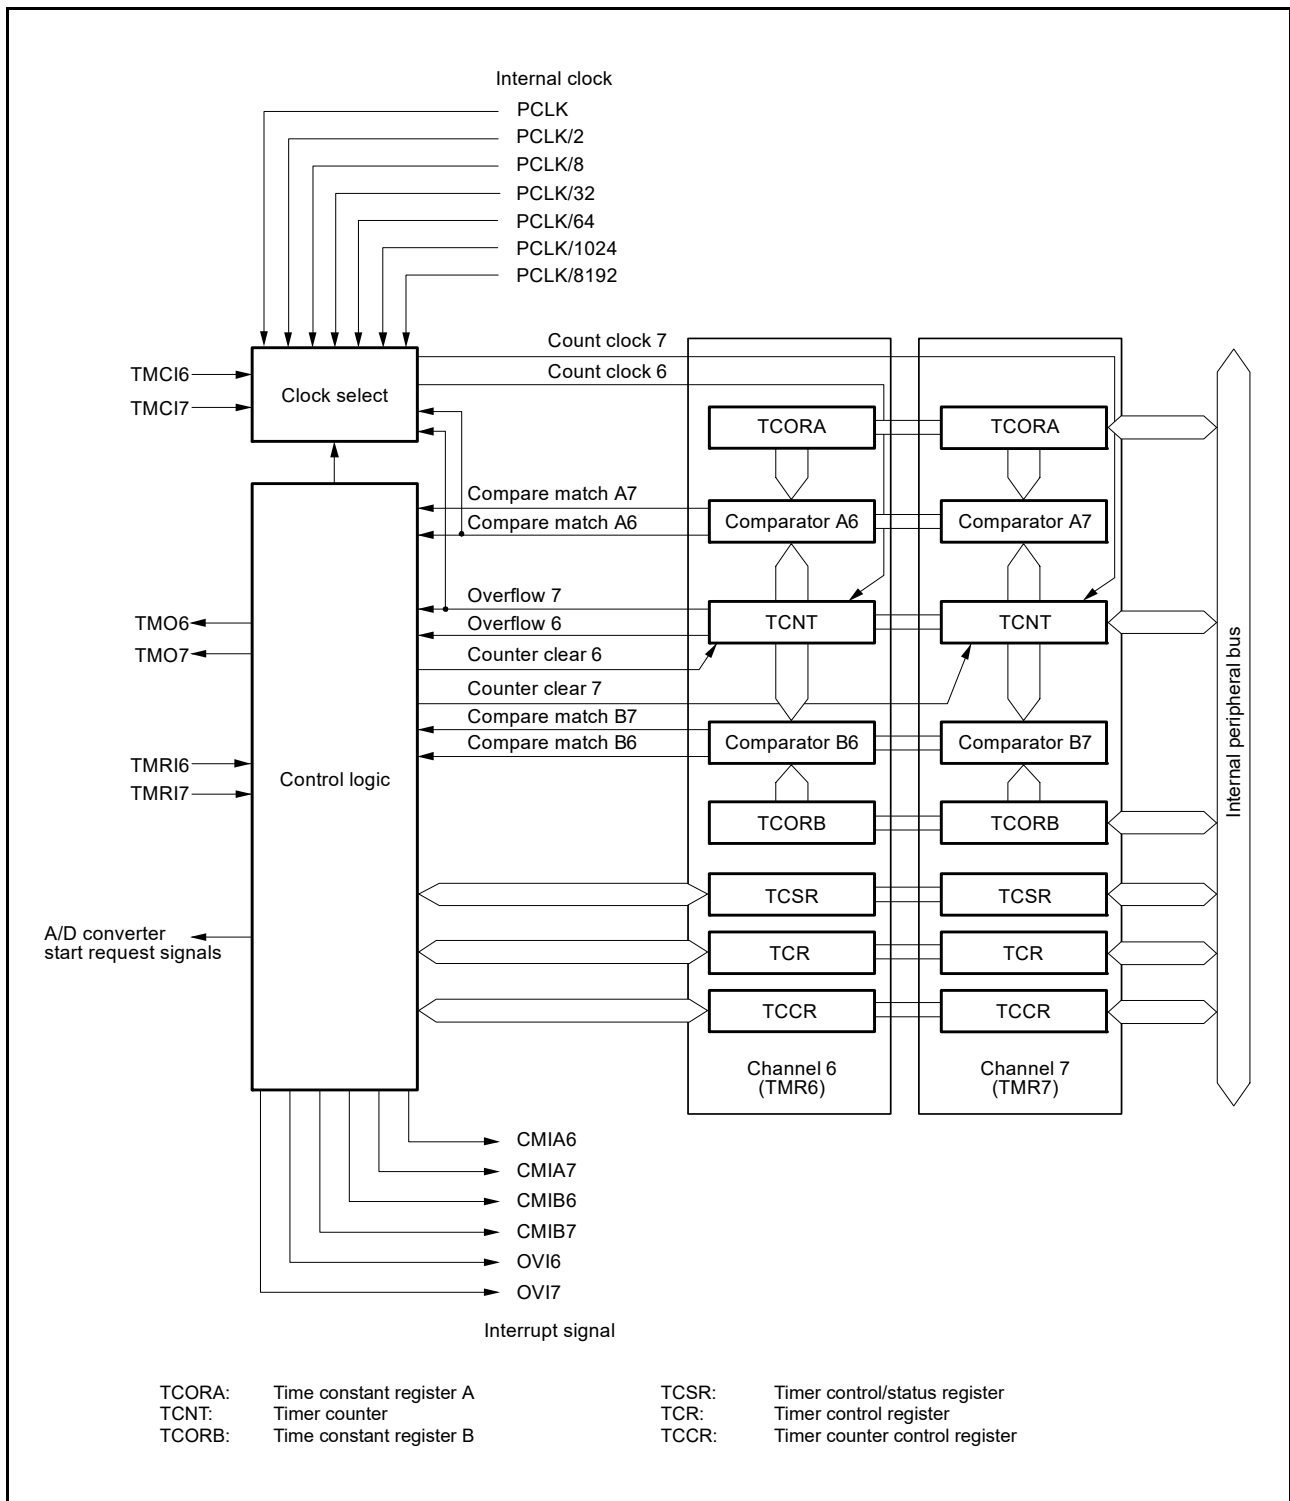 Internal clock
PCLK
PCLK/2
PCLK/8
PCLK/32
PCLK/64
PCLK/1024
PCLK/8192
TMCI6
TMCI7
Clock select
Count clock 7
Count clock 6
TCORA
TCORA
Compare match A7
Compare match A6
Comparator A6
Comparator A7
Overflow 7
Overflow 6
TCNT
TCNT
TMO6
TMO7
Counter clear 6
Counter clear 7
Compare match B7
Compare match B6
Comparator B6
Comparator B7
TMRI6
TMRI7
Control logic
Internal peripheral bus
TCORB
TCORB
TCSR
TCSR
A/D converter
start request signals
TCR
TCR
TCCR
TCCR
Channel 6
(TMR6)
Channel 7
(TMR7)
CMIA6
CMIA7
CMIB6
CMIB7
OVI6
OVI7
Interrupt signal
TCORA: Time constant register A
TCNT: Timer counter
TCORB: Time constant register B
TCSR: Timer control/status register
TCR: Timer control register
TCCR: Timer counter control register